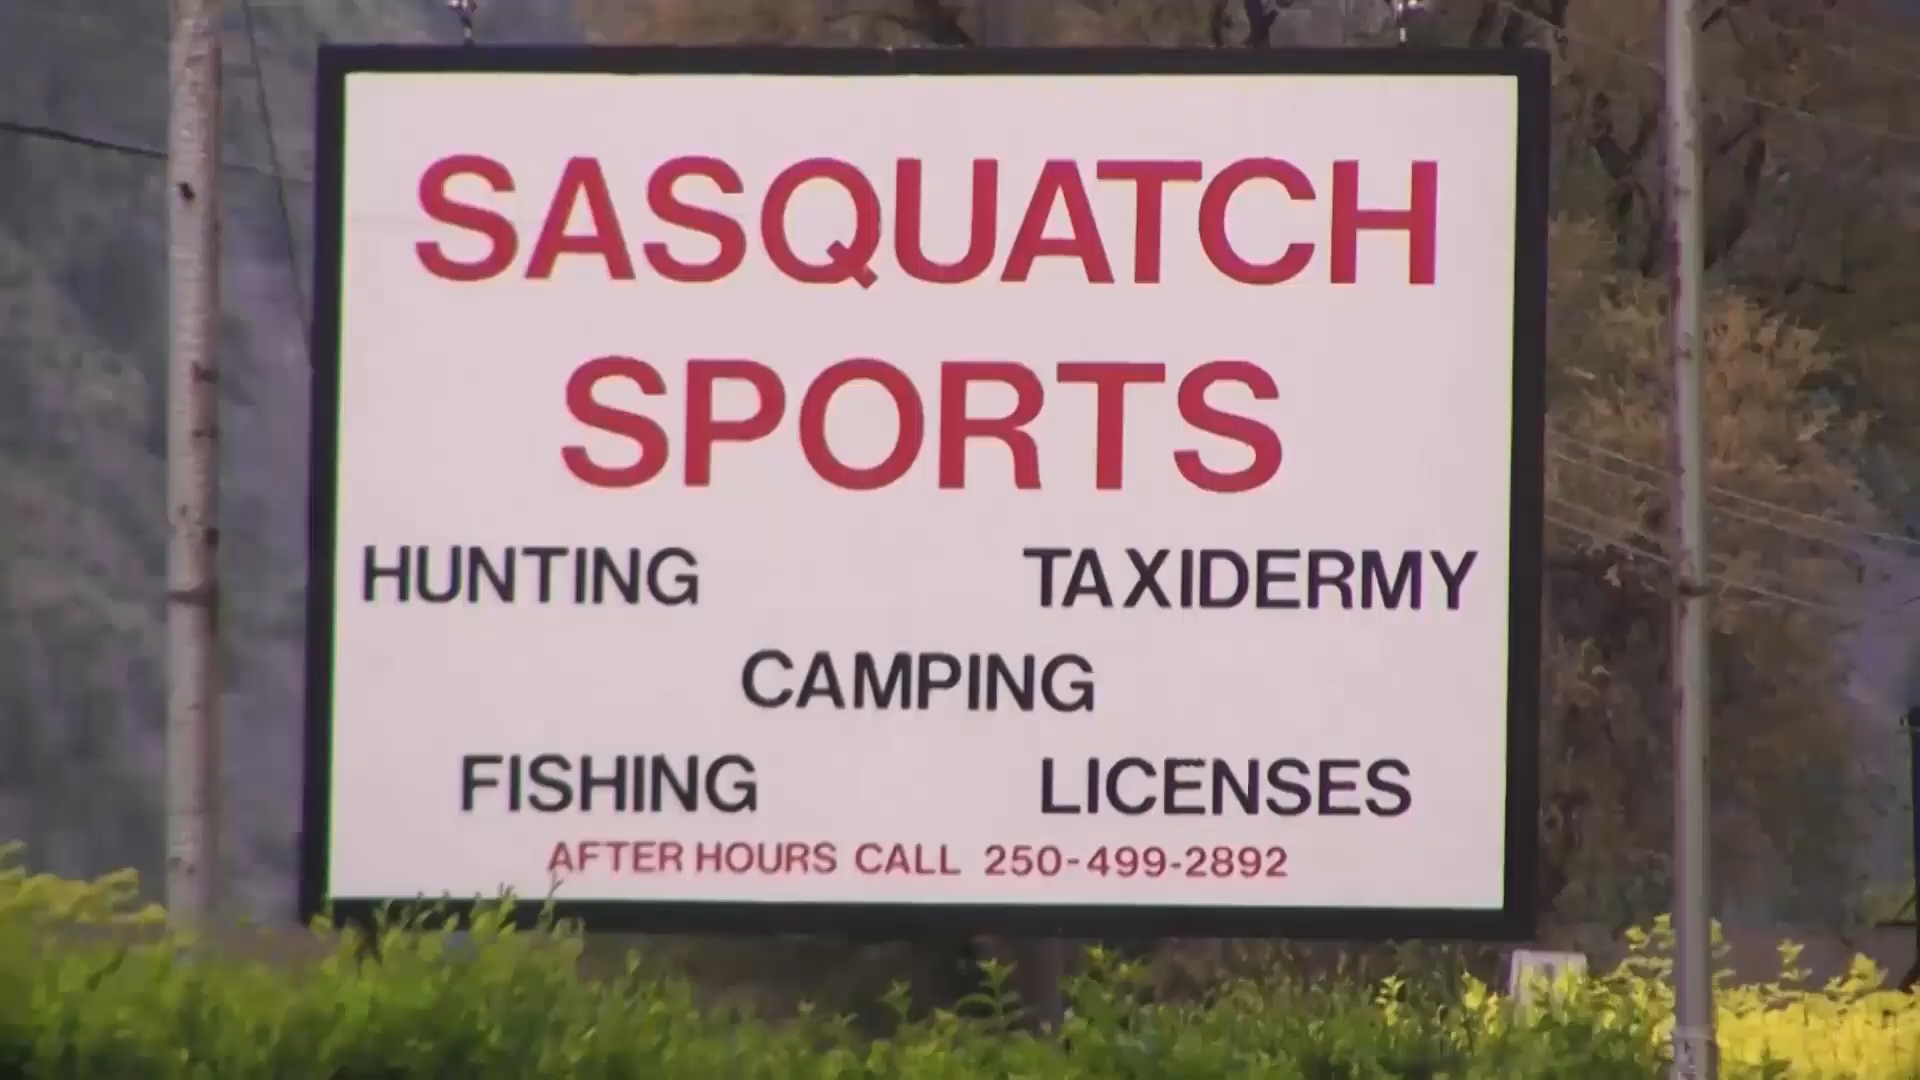 SASQUATCH
SPORTS
HUNTING TAXIDERMY
CAMPING
FISHING LICENSES
AFTER HOURS CALL 250-499-2892